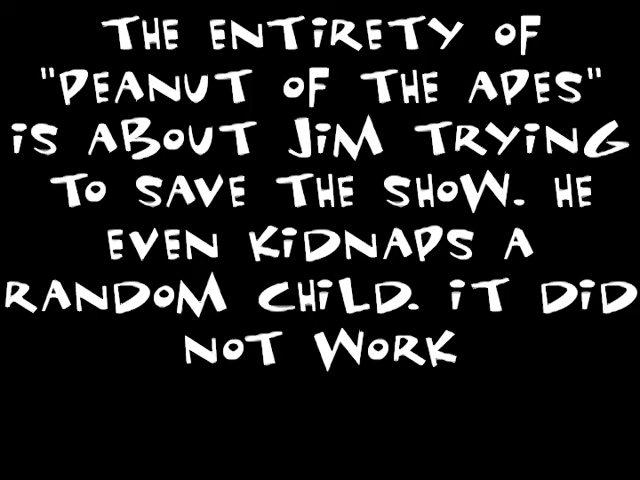 THE ENTIRETY OF
"PEANUT OF THE APES"
iS ABOUT JiM TRYiNG
TO SAVE THE SHOW. HE
EVEN KiDNAPS A
RANDOM CHiLD. iT DiD
NOT WORK